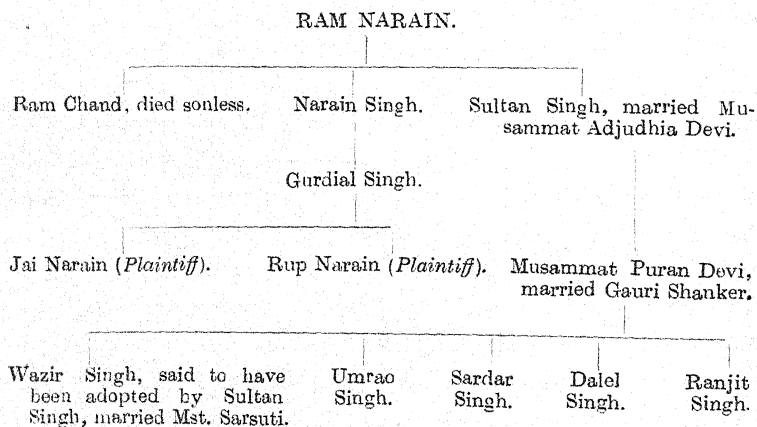 RAM NARAIN.
Ram Chand, died sonless. Narain Singh. Sultan Singh, married Mu-
sammat Adjudhia Devi.
Gurdial Singh.
Jai Narain (Plaintiff). Rup Narain (Plaintiff). Musammat Puran Devi,
married Gauri Shanker.
Wazir Singh, said to have
been adopted by Sultan
Singh, married Mst. Sarsuti.
Umrao
Singh.
Sardar
Singh.
Dalel
Singh.
Ranjit
Singh.